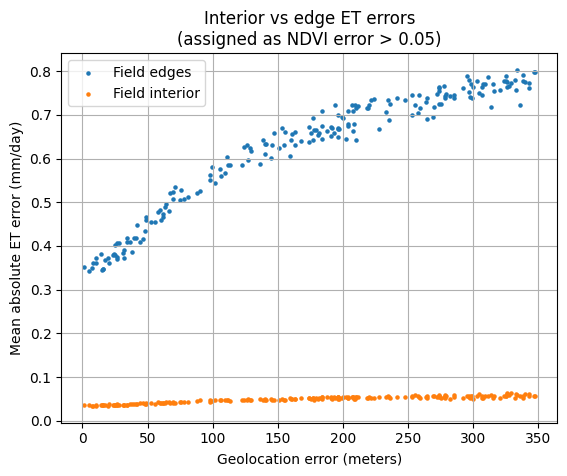 Interior vs edge ET errors
(assigned as NDVI error > 0.05)
Field edges
Field interior
Mean absolute ET error (mm/day)
0.8
0.7
0.6
0.5
0.4
0.3
0.2
0.1
0.0
0 50 100 150 200 250 300 350
Geolocation error (meters)